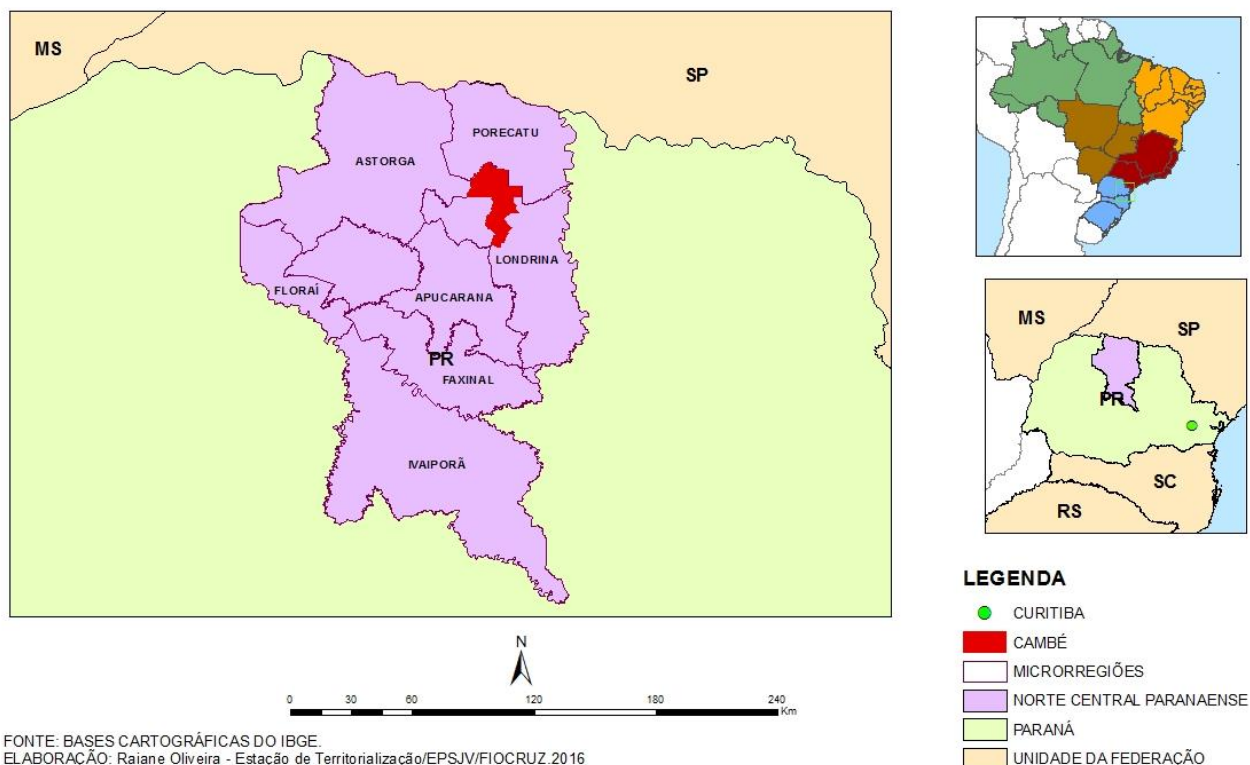 MS
SP
PORECATU
ASTORGA
LONDRINA
FLORAÍ
APUCARANA
PR
FAXINAL
IVAIPORÃ
MS
SP
PR
SC
RS
LEGENDA
CURITIBA
CAMBÉ
MICRORREGIÕES
NORTE CENTRAL PARANAENSE
PARANÁ
UNIDADE DA FEDERAÇÃO
N
0 30 60 120 180 240
Km
FONTE: BASES CARTOGRÁFICAS DO IBGE.
ELABORAÇÃO: Raiane Oliveira - Estação de Territorialização/EPSJV/FIOCRUZ.2016